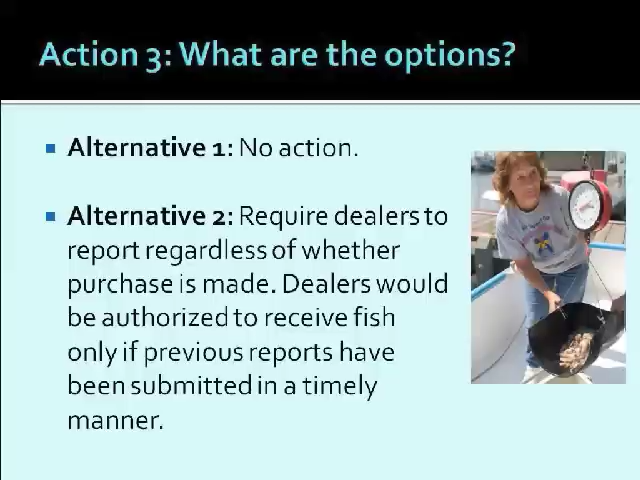 Action 3: What are the options?
Alternative 1: No action.
Alternative 2: Require dealers to
report regardless of whether
purchase is made. Dealers would
be authorized to receive fish
only if previous reports have
been submitted in a timely
manner.